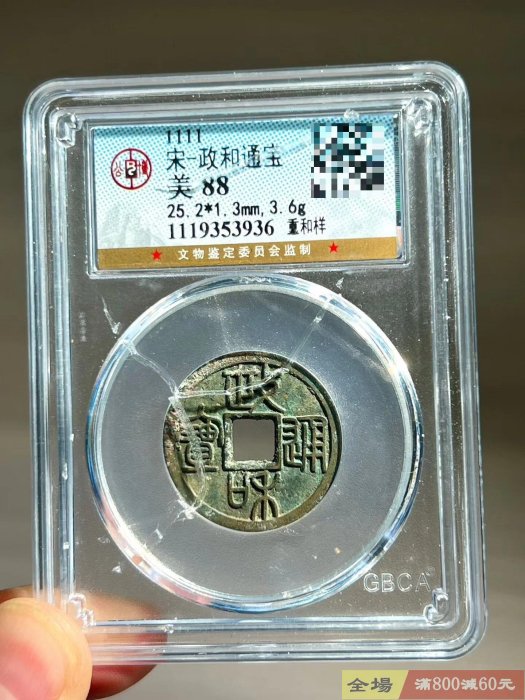 1111
宋-政和通宝
美 88
25.2*1.3mm,3.6g
1119353936 重和样
★ 文物鉴定委员会监制 ★
政
寶 通
和
GBCA
全場 滿800減60元